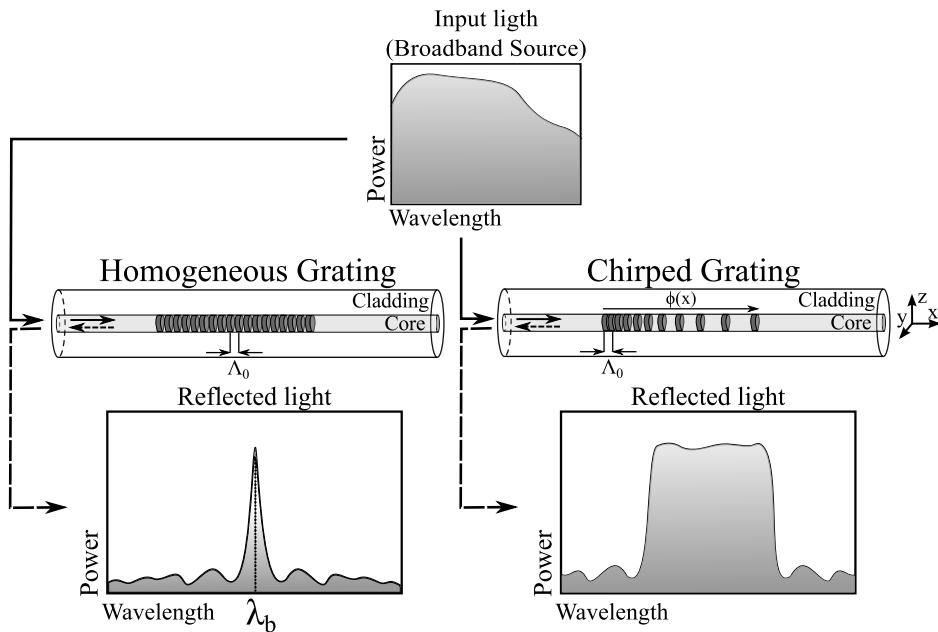 Input ligth
(Broadband Source)
Power
Wavelength
Homogeneous Grating
Cladding
Core
Λ₀
Chirped Grating
ϕ(x)
Cladding
Core
Λ₀
z
y
x
Reflected light
Power
Wavelength
λb
Reflected light
Power
Wavelength